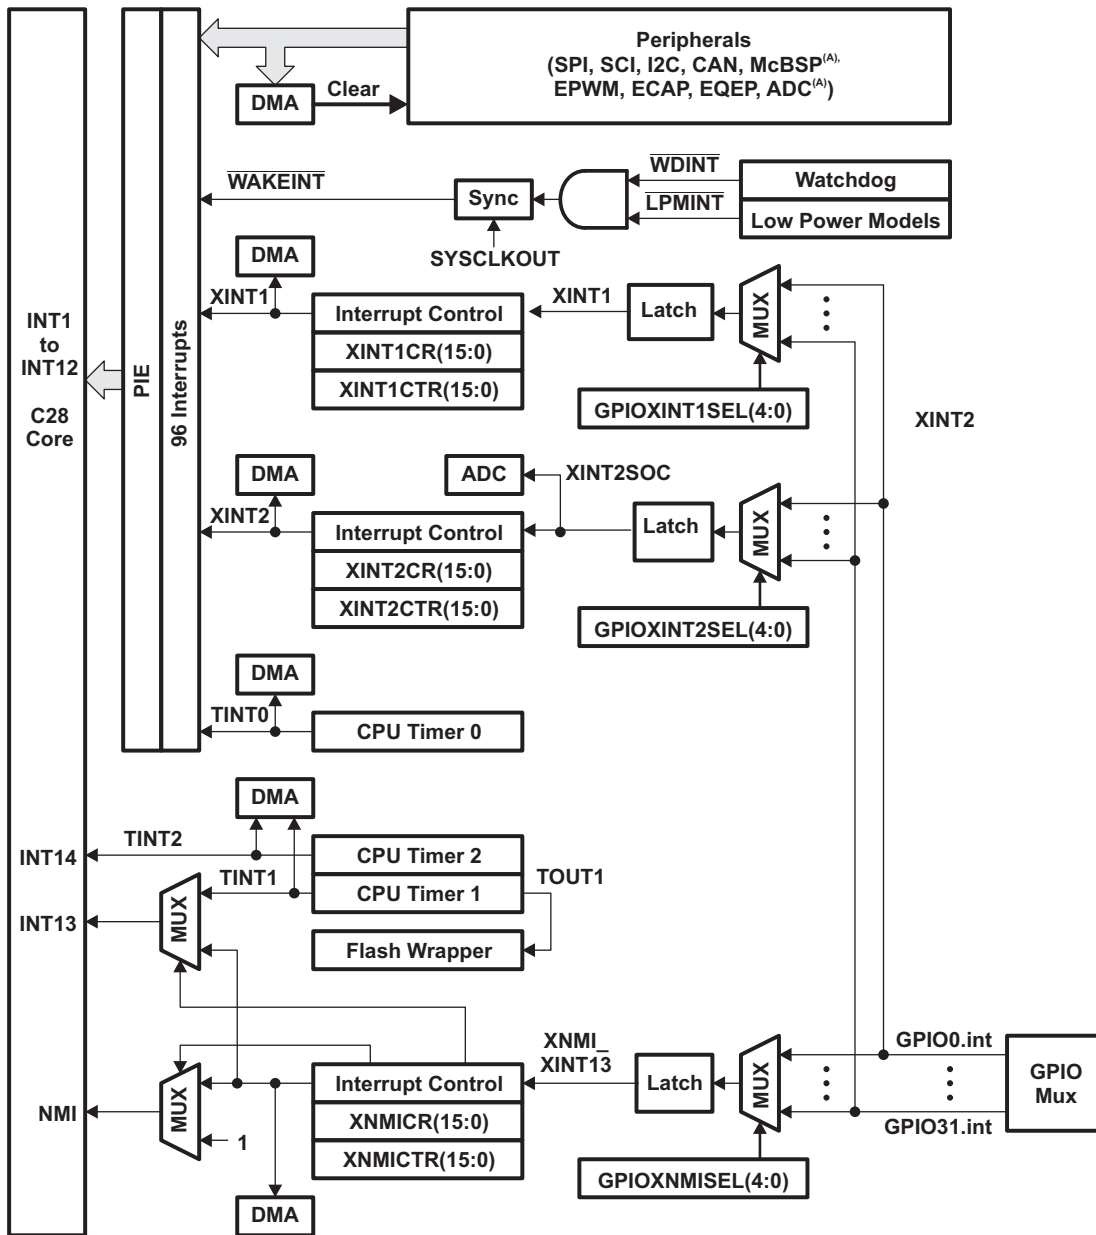 Peripherals
(SPI, SCI, I2C, CAN, McBSP(A),
EPWM, ECAP, EQEP, ADC(A))
DMA
Clear
WAKEINT
Sync
SYSCLKOUT
WDINT
LPMINT
Watchdog
Low Power Models
DMA
XINT1
Interrupt Control
XINT1CR(15:0)
XINT1CTR(15:0)
XINT1
Latch
MUX
GPIOXINT1SEL(4:0)
INT1
to
INT12
C28
Core
PIE
96 Interrupts
XINT2
DMA
XINT2
Interrupt Control
XINT2CR(15:0)
XINT2CTR(15:0)
ADC
XINT2SOC
Latch
MUX
GPIOXINT2SEL(4:0)
DMA
TINT0
CPU Timer 0
DMA
INT14
TINT2
CPU Timer 2
TINT1
CPU Timer 1
TOUT1
INT13
MUX
Flash Wrapper
NMI
MUX
1
Interrupt Control
XNMICR(15:0)
XNMICTR(15:0)
DMA
XNMI_
XINT13
Latch
MUX
GPIOXNMISEL(4:0)
GPIO0.int
GPIO31.int
GPIO
Mux